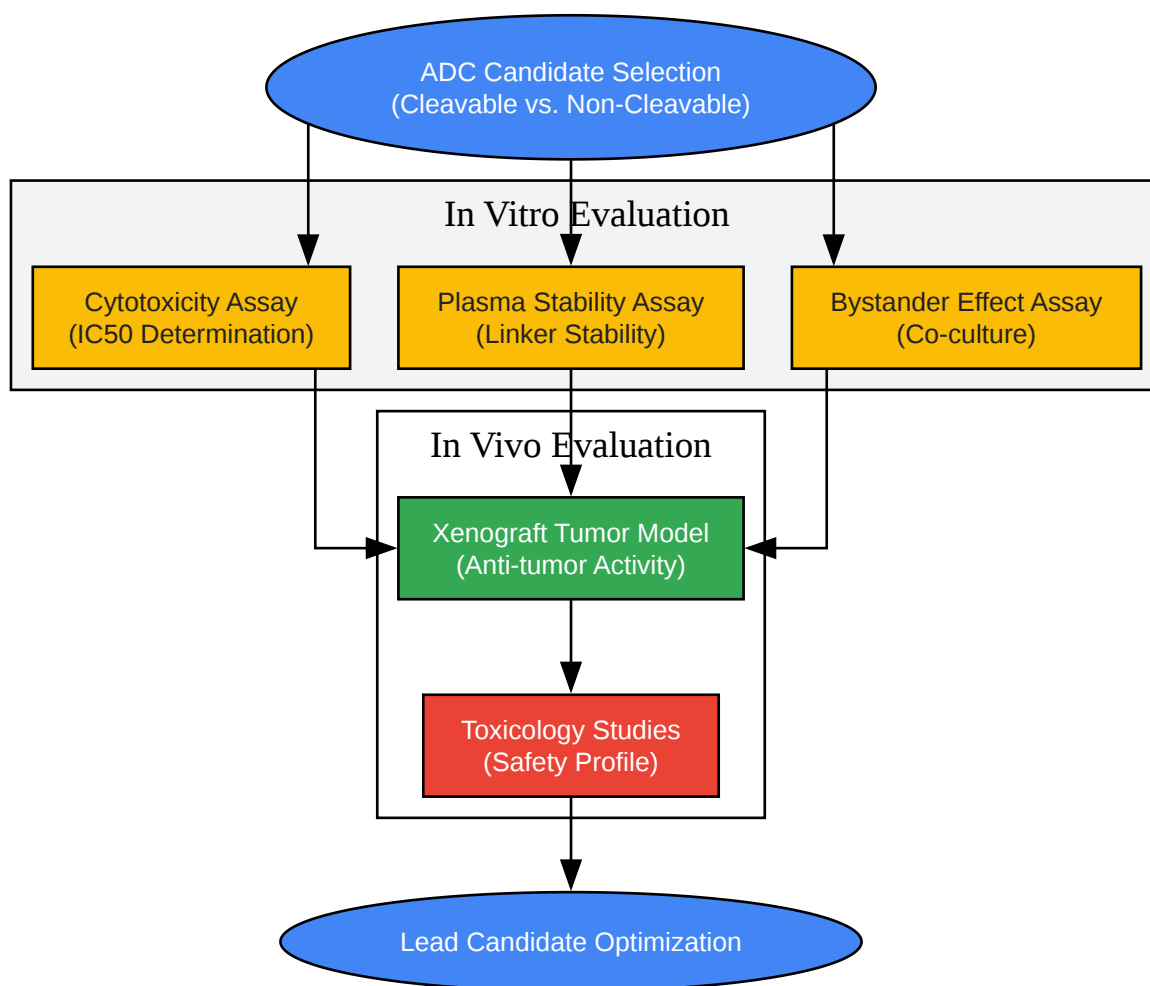 ADC Candidate Selection
(Cleavable vs. Non-Cleavable)
In Vitro Evaluation
Cytotoxicity Assay
(IC50 Determination)
Plasma Stability Assay
(Linker Stability)
Bystander Effect Assay
(Co-culture)
In Vivo Evaluation
Xenograft Tumor Model
(Anti-tumor Activity)
Toxicology Studies
(Safety Profile)
Lead Candidate Optimization